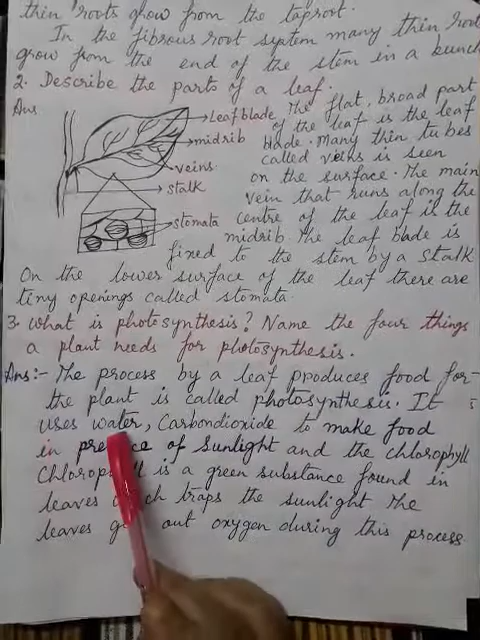 thin roots grow from the taproot.
In the fibrous root system many thin root
grow from the end of the stem in a bunch
2. Describe the parts of a leaf.
Ans
Leaf blade
midrib
veins
stalk
stomata
The flat, broad part
of the leaf is the leaf
blade. Many thin tubes
called veins is seen
on the surface. The main
vein that runs along the
centre of the leaf is the
midrib. The leaf blade is
fixed to the stem by a stalk
On the lower surface of the leaf there are
tiny openings called stomata.
3. What is photosynthesis? Name the four things
a plant needs for photosynthesis.
Ans:- The process by a leaf produces food for
the plant is called photosynthesis. It
uses water, Carbondioxide to make food
in of Sunlight and the chlorophyll
is a green substance found in
leaves traps the sunlight The
leaves out oxygen during this process